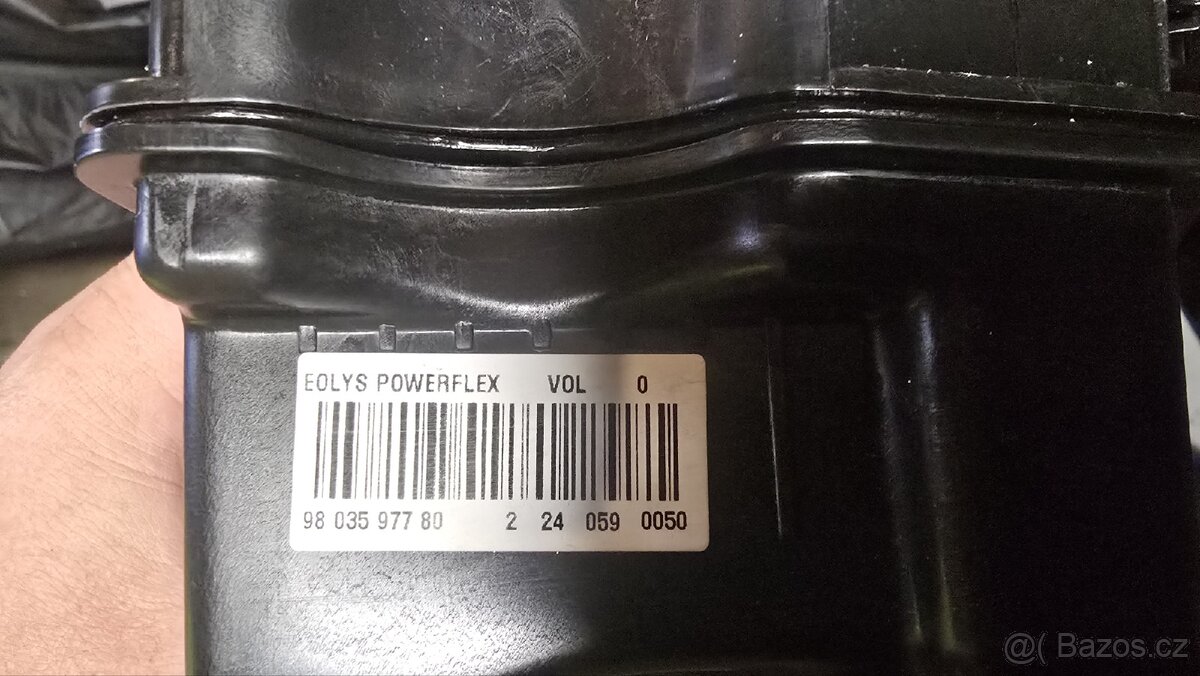 EOLYS POWERFLEX VOL 0
98 035 977 80 2 24 059 0050
@( Bazos.cz